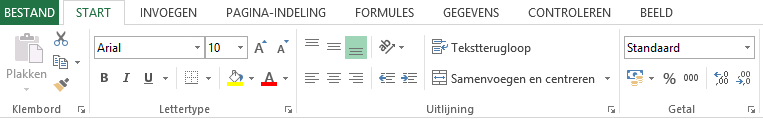 BESTAND START INVOEGEN PAGINA-INDELING FORMULES GEGEVENS CONTROLEREN BEELD
Arial 10 A A Tekstterugloop Standaard
Plakken B I U A Samenvoegen en centreren % 000 ,0 ,00 ,00 ,0
Klembord Lettertype Uitlijning Getal